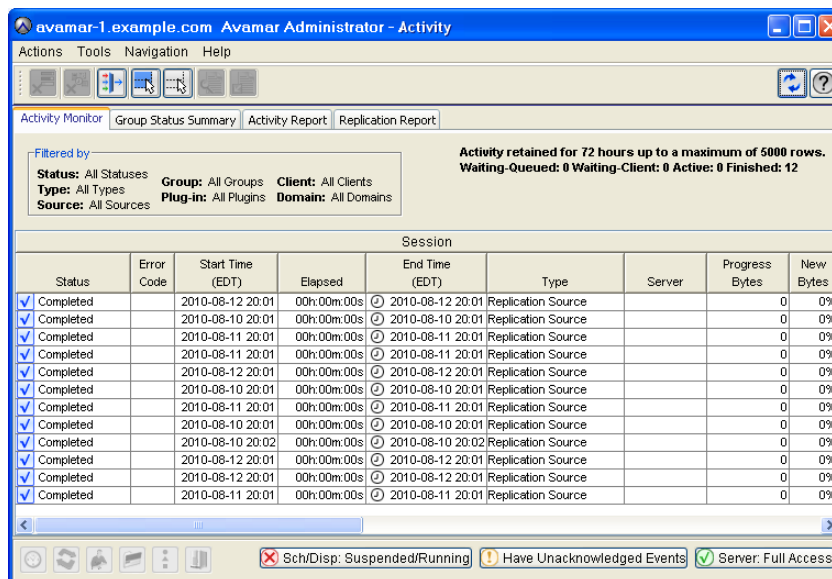 avamar-1.example.com Avamar Administrator - Activity
Actions Tools Navigation Help
Activity Monitor Group Status Summary Activity Report Replication Report
Filtered by
Status: All Statuses
Type: All Types
Source: All Sources
Group: All Groups Client: All Clients
Plug-in: All Plugins Domain: All Domains
Activity retained for 72 hours up to a maximum of 5000 rows.
Waiting-Queued: 0 Waiting-Client: 0 Active: 0 Finished: 12
Session
Status Error Code Start Time (EDT) Elapsed End Time (EDT) Type Server Progress Bytes New Bytes
Completed 2010-08-12 20:01 00h:00m:00s 2010-08-12 20:01 Replication Source 0 0%
Completed 2010-08-10 20:01 00h:00m:00s 2010-08-10 20:01 Replication Source 0 0%
Completed 2010-08-11 20:01 00h:00m:00s 2010-08-11 20:01 Replication Source 0 0%
Completed 2010-08-11 20:01 00h:00m:00s 2010-08-11 20:01 Replication Source 0 0%
Completed 2010-08-12 20:01 00h:00m:00s 2010-08-12 20:01 Replication Source 0 0%
Completed 2010-08-10 20:01 00h:00m:00s 2010-08-10 20:01 Replication Source 0 0%
Completed 2010-08-11 20:01 00h:00m:00s 2010-08-11 20:01 Replication Source 0 0%
Completed 2010-08-10 20:01 00h:00m:00s 2010-08-10 20:01 Replication Source 0 0%
Completed 2010-08-10 20:02 00h:00m:00s 2010-08-10 20:02 Replication Source 0 0%
Completed 2010-08-12 20:01 00h:00m:00s 2010-08-12 20:01 Replication Source 0 0%
Completed 2010-08-12 20:01 00h:00m:00s 2010-08-12 20:01 Replication Source 0 0%
Completed 2010-08-11 20:01 00h:00m:00s 2010-08-11 20:01 Replication Source 0 0%
Sch/Disp: Suspended/Running Have Unacknowledged Events Server: Full Access